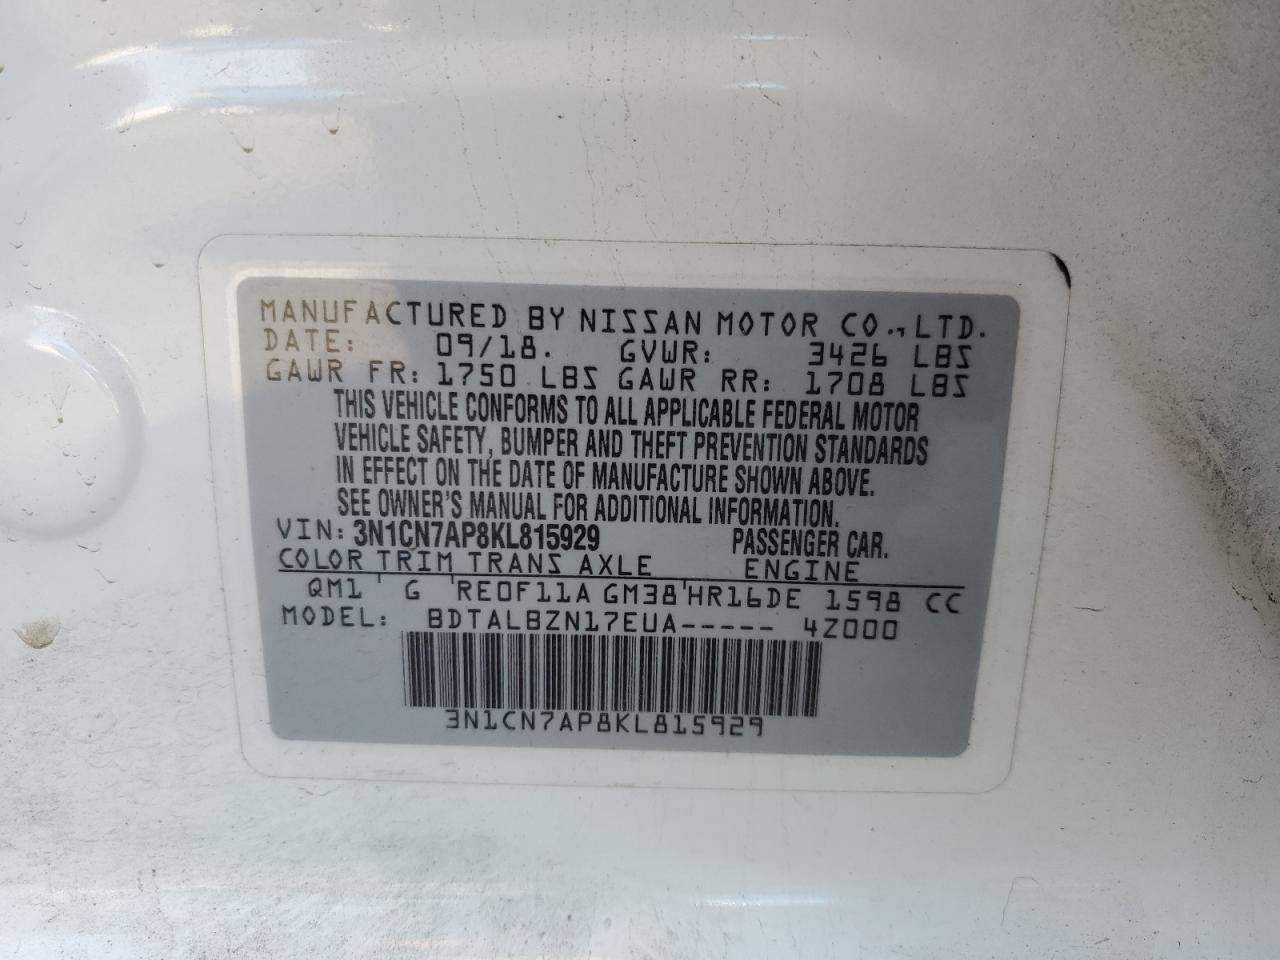 MANUFACTURED BY NISSAN MOTOR CO., LTD.
DATE: 09/18. GVWR: 3426 LBS
GAWR FR: 1750 LBS GAWR RR: 1708 LBS
THIS VEHICLE CONFORMS TO ALL APPLICABLE FEDERAL MOTOR
VEHICLE SAFETY, BUMPER AND THEFT PREVENTION STANDARDS
IN EFFECT ON THE DATE OF MANUFACTURE SHOWN ABOVE.
SEE OWNER'S MANUAL FOR ADDITIONAL INFORMATION.
VIN: 3N1CN7AP8KL815929 PASSENGER CAR.
COLOR TRIM TRANS AXLE ENGINE
QM1 G RE0F11A GM38 HR16DE 1598 CC
MODEL: BDTALBZN17EUA----- 4Z000
3N1CN7AP8KL815929